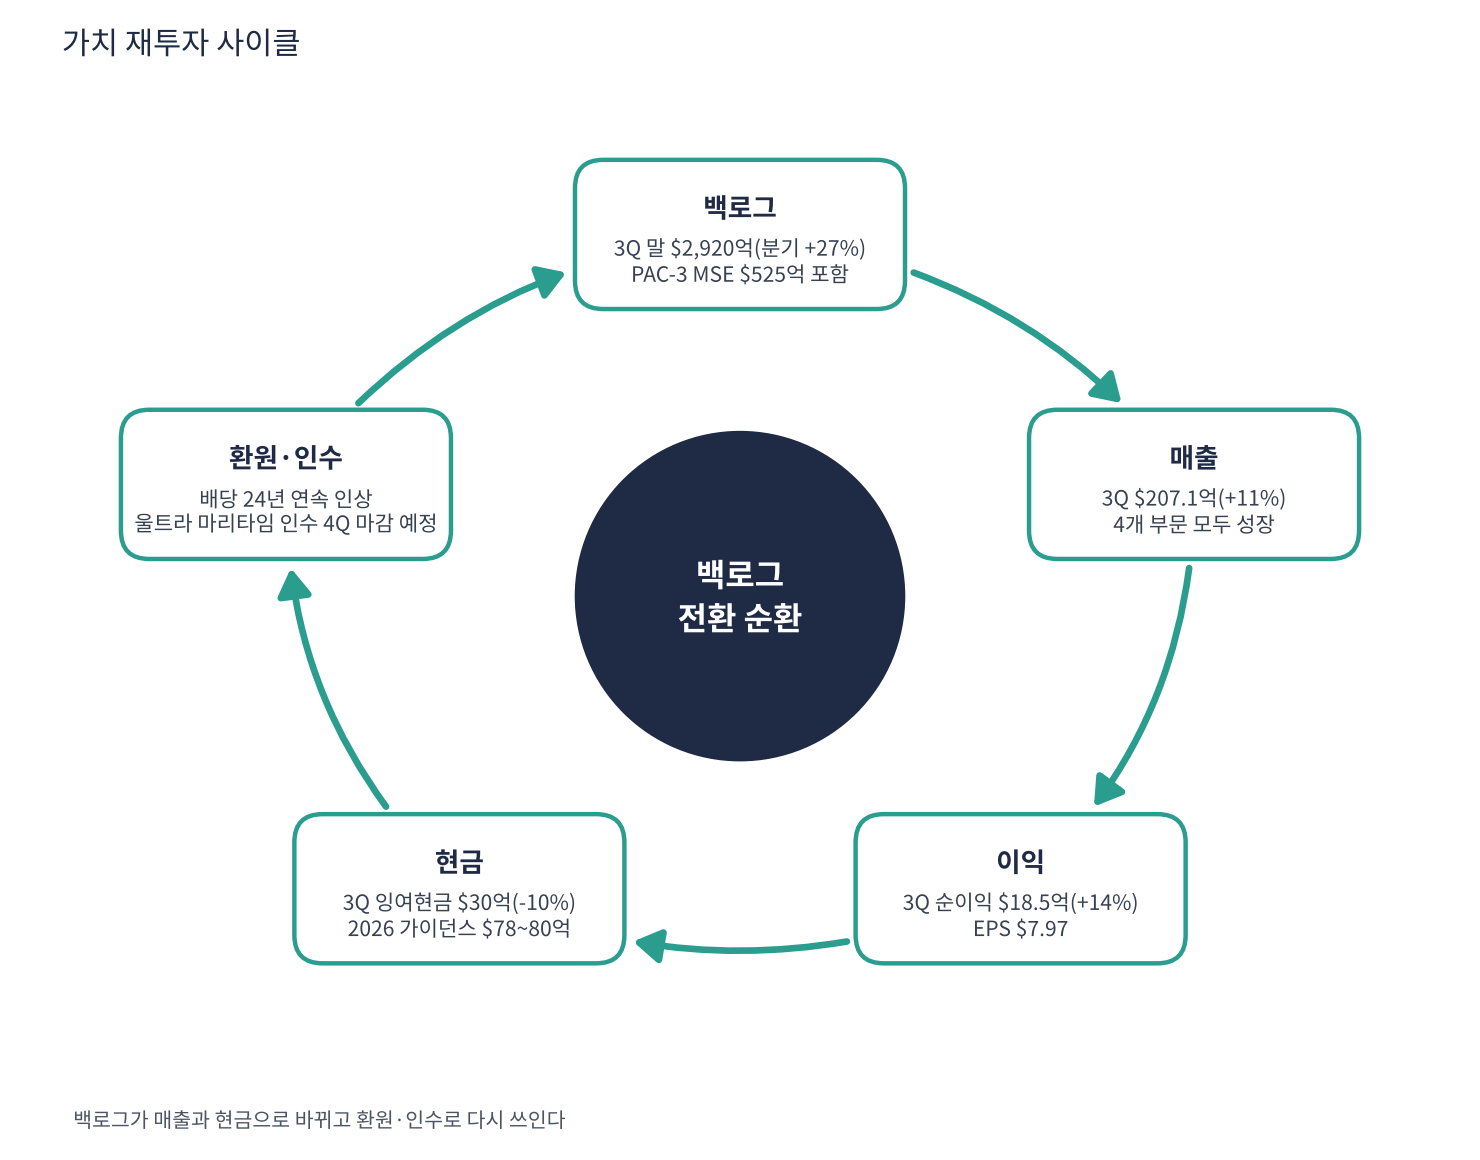 가치 재투자 사이클
백로그
3Q 말 $2,920억(분기 +27%)
PAC-3 MSE $525억 포함
매출
3Q $207.1억(+11%)
4개 부문 모두 성장
이익
3Q 순이익 $18.5억(+14%)
EPS $7.97
현금
3Q 잉여현금 $30억(-10%)
2026 가이던스 $78~80억
환원·인수
배당 24년 연속 인상
울트라 마리타임 인수 4Q 마감 예정
백로그
전환 순환
백로그가 매출과 현금으로 바뀌고 환원·인수로 다시 쓰인다